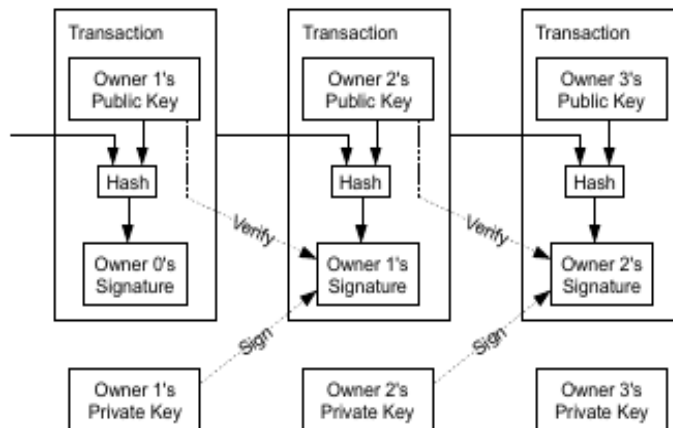 Transaction
Owner 1's
Public Key
Hash
Owner 0's
Signature
Transaction
Owner 2's
Public Key
Hash
Verify
Owner 1's
Signature
Transaction
Owner 3's
Public Key
Hash
Verify
Owner 2's
Signature
Sign
Sign
Owner 1's
Private Key
Owner 2's
Private Key
Owner 3's
Private Key